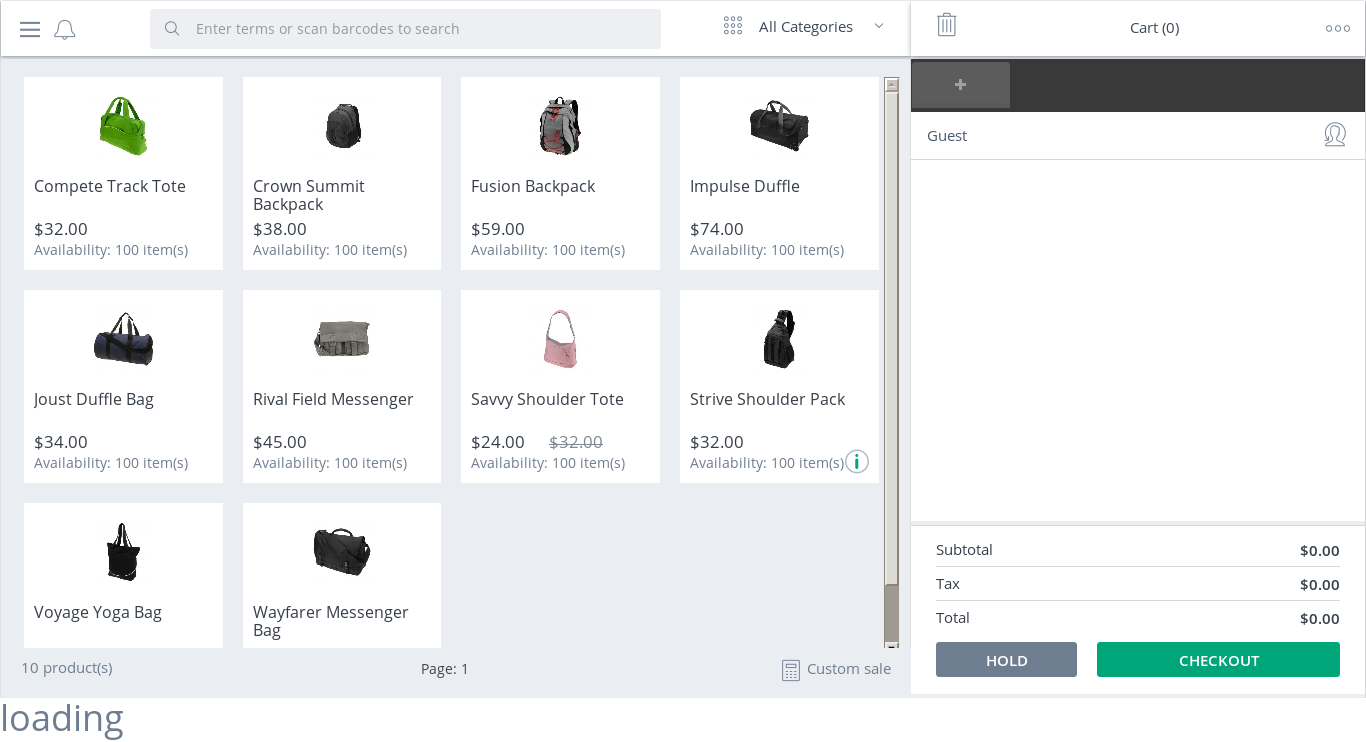 Enter terms or scan barcodes to search
All Categories
Cart (0)
Guest
Compete Track Tote
$32.00
Availability: 100 item(s)
Crown Summit
Backpack
$38.00
Availability: 100 item(s)
Fusion Backpack
$59.00
Availability: 100 item(s)
Impulse Duffle
$74.00
Availability: 100 item(s)
Joust Duffle Bag
$34.00
Availability: 100 item(s)
Rival Field Messenger
$45.00
Availability: 100 item(s)
Savvy Shoulder Tote
$24.00 $32.00
Availability: 100 item(s)
Strive Shoulder Pack
$32.00
Availability: 100 item(s)
Voyage Yoga Bag
Wayfarer Messenger
Bag
10 product(s)
Page: 1
Custom sale
Subtotal $0.00
Tax $0.00
Total $0.00
HOLD
CHECKOUT
loading